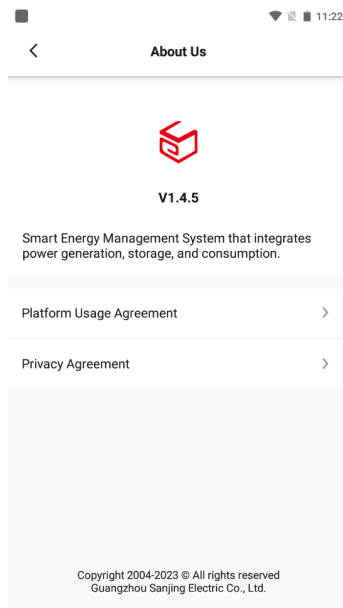 11:22
About Us
V1.4.5
Smart Energy Management System that integrates
power generation, storage, and consumption.
Platform Usage Agreement
Privacy Agreement
Copyright 2004-2023 © All rights reserved
Guangzhou Sanjing Electric Co., Ltd.